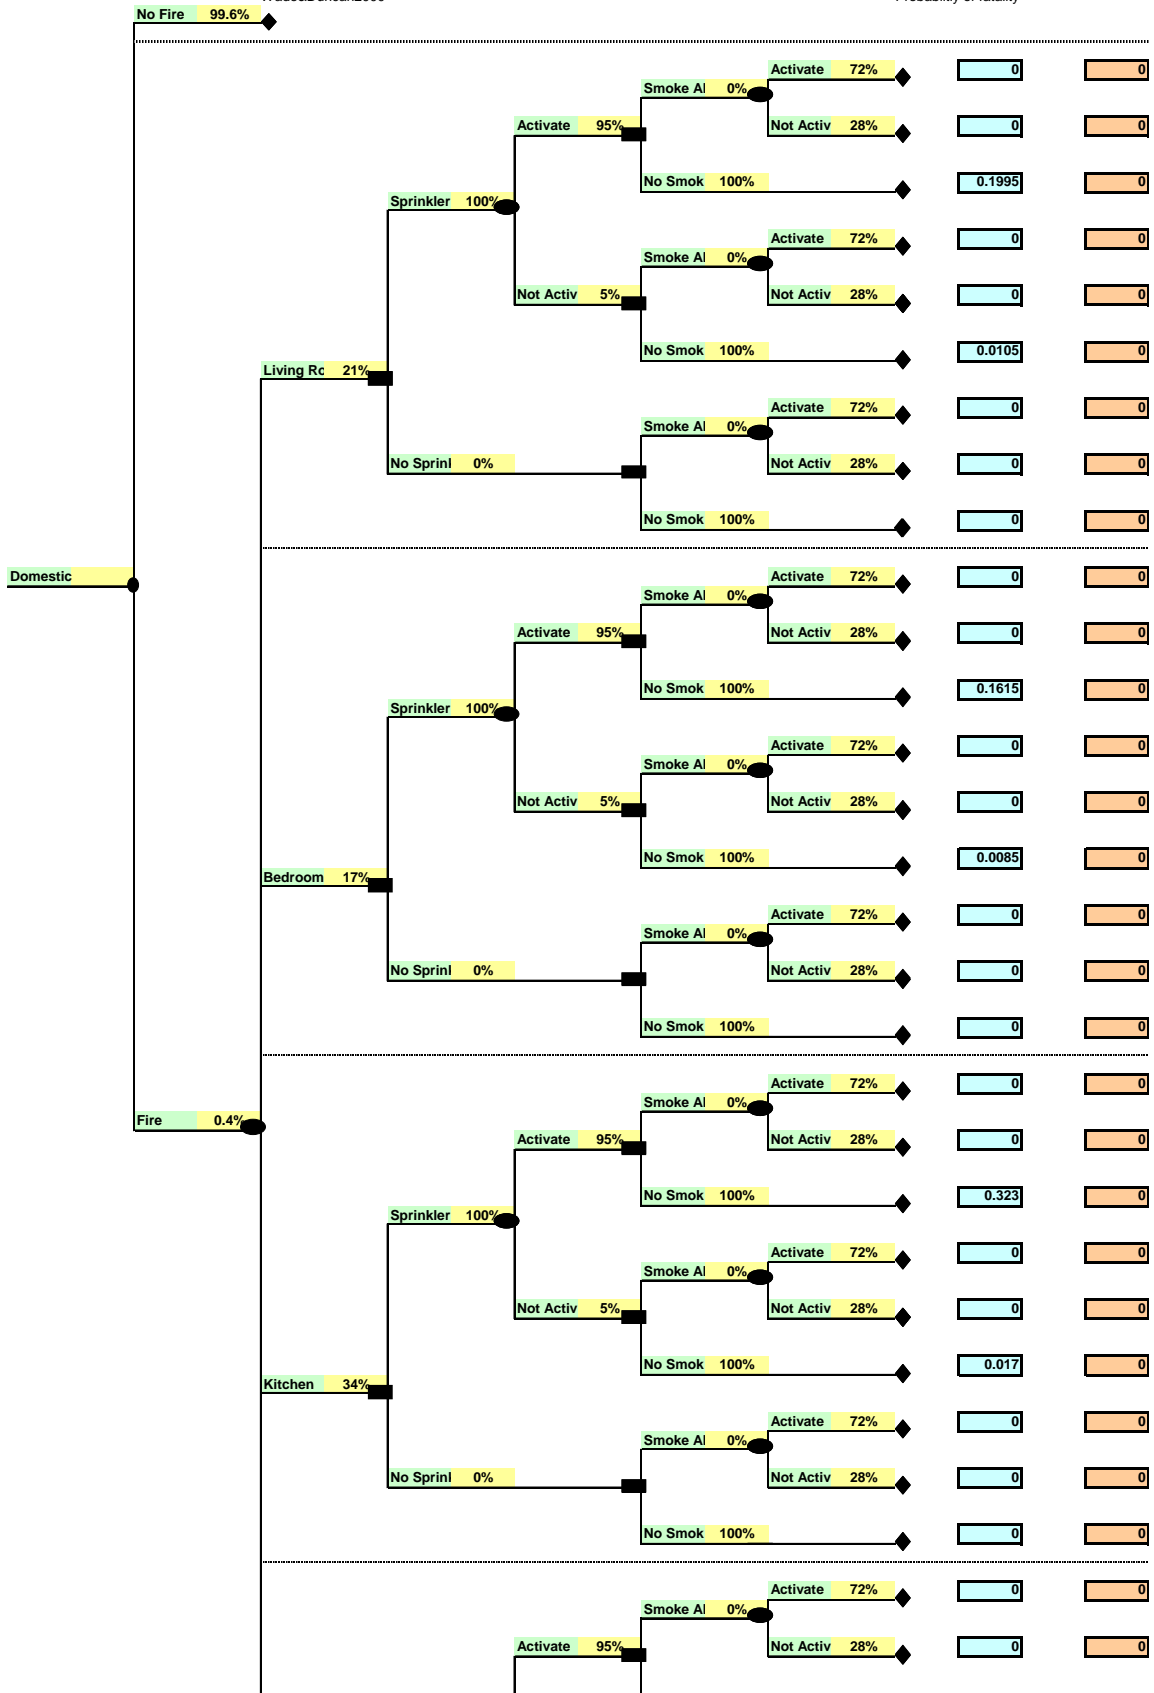 No Fire 99.6%
Activate 72% 0 0
Smoke Al 0%
Activate 95% Not Activ 28% 0 0
No Smok 100% 0.1995 0
Sprinkler 100%
Activate 72% 0 0
Smoke Al 0%
Not Activ 5% Not Activ 28% 0 0
No Smok 100% 0.0105 0
Living Ro 21%
Activate 72% 0 0
Smoke Al 0%
No Sprinl 0% Not Activ 28% 0 0
No Smok 100% 0 0
Domestic
Activate 72% 0 0
Smoke Al 0%
Activate 95% Not Activ 28% 0 0
No Smok 100% 0.1615 0
Sprinkler 100%
Activate 72% 0 0
Smoke Al 0%
Not Activ 5% Not Activ 28% 0 0
No Smok 100% 0.0085 0
Bedroom 17%
Activate 72% 0 0
Smoke Al 0%
No Sprinl 0% Not Activ 28% 0 0
No Smok 100% 0 0
Activate 72% 0 0
Smoke Al 0%
Fire 0.4%
Activate 95% Not Activ 28% 0 0
No Smok 100% 0.323 0
Sprinkler 100%
Activate 72% 0 0
Smoke Al 0%
Not Activ 5% Not Activ 28% 0 0
No Smok 100% 0.017 0
Kitchen 34%
Activate 72% 0 0
Smoke Al 0%
No Sprinl 0% Not Activ 28% 0 0
No Smok 100% 0 0
Activate 72% 0 0
Smoke Al 0%
Activate 95% Not Activ 28% 0 0